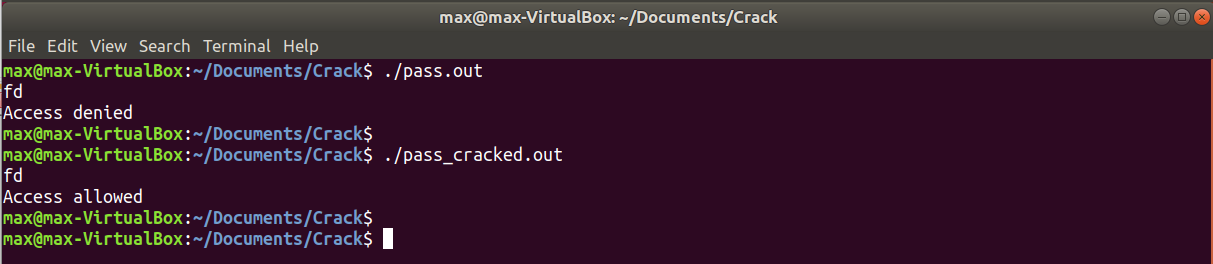 max@max-VirtualBox: ~/Documents/Crack
File Edit View Search Terminal Help
max@max-VirtualBox:~/Documents/Crack$ ./pass.out
fd
Access denied
max@max-VirtualBox:~/Documents/Crack$
max@max-VirtualBox:~/Documents/Crack$ ./pass_cracked.out
fd
Access allowed
max@max-VirtualBox:~/Documents/Crack$
max@max-VirtualBox:~/Documents/Crack$